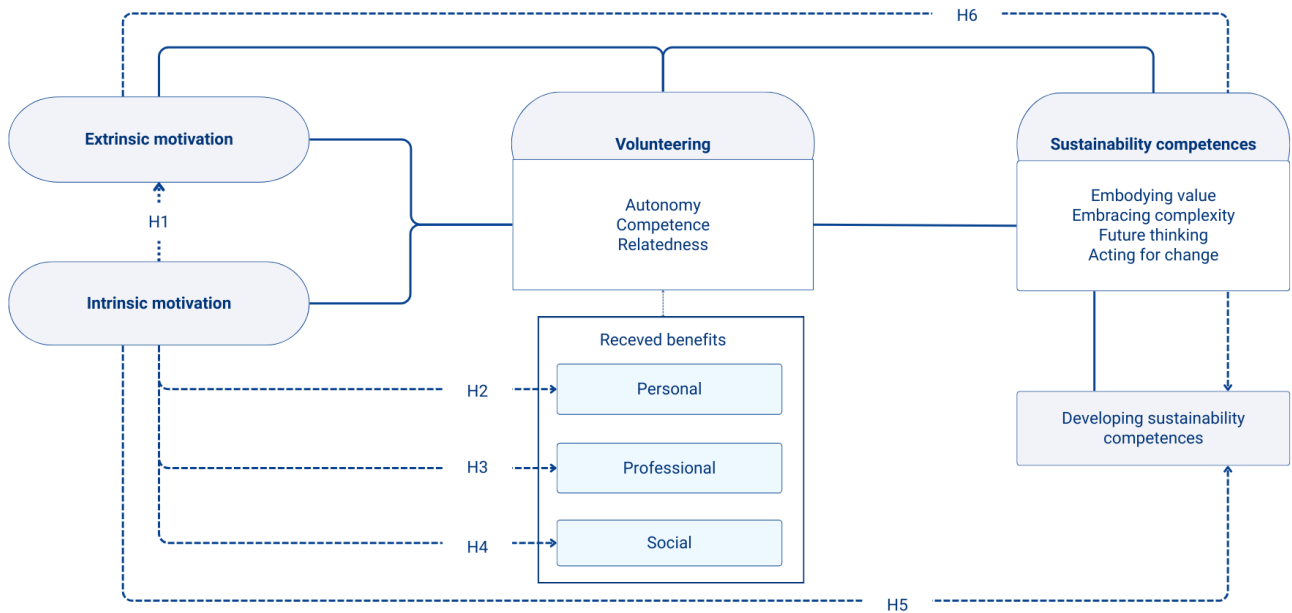 H6
Extrinsic motivation
Volunteering
Sustainability competences
Autonomy
Competence
Relatedness
Embodying value
Embracing complexity
Future thinking
Acting for change
H1
Intrinsic motivation
Receved benefits
Personal
H2
Professional
H3
Social
H4
Developing sustainability
competences
H5